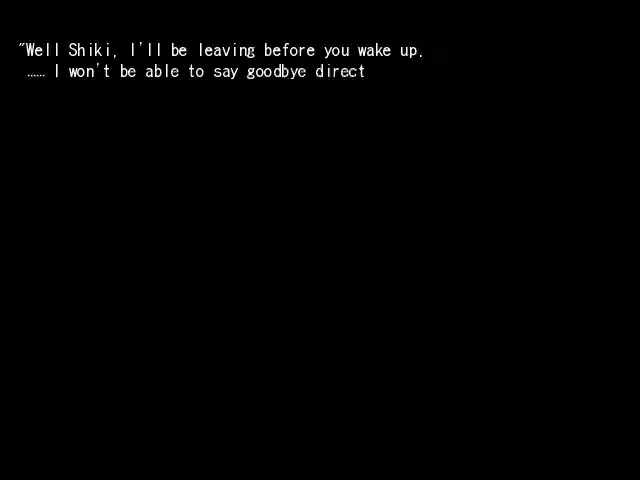 "Well Shiki, I'll be leaving before you wake up.
…… I won't be able to say goodbye direct